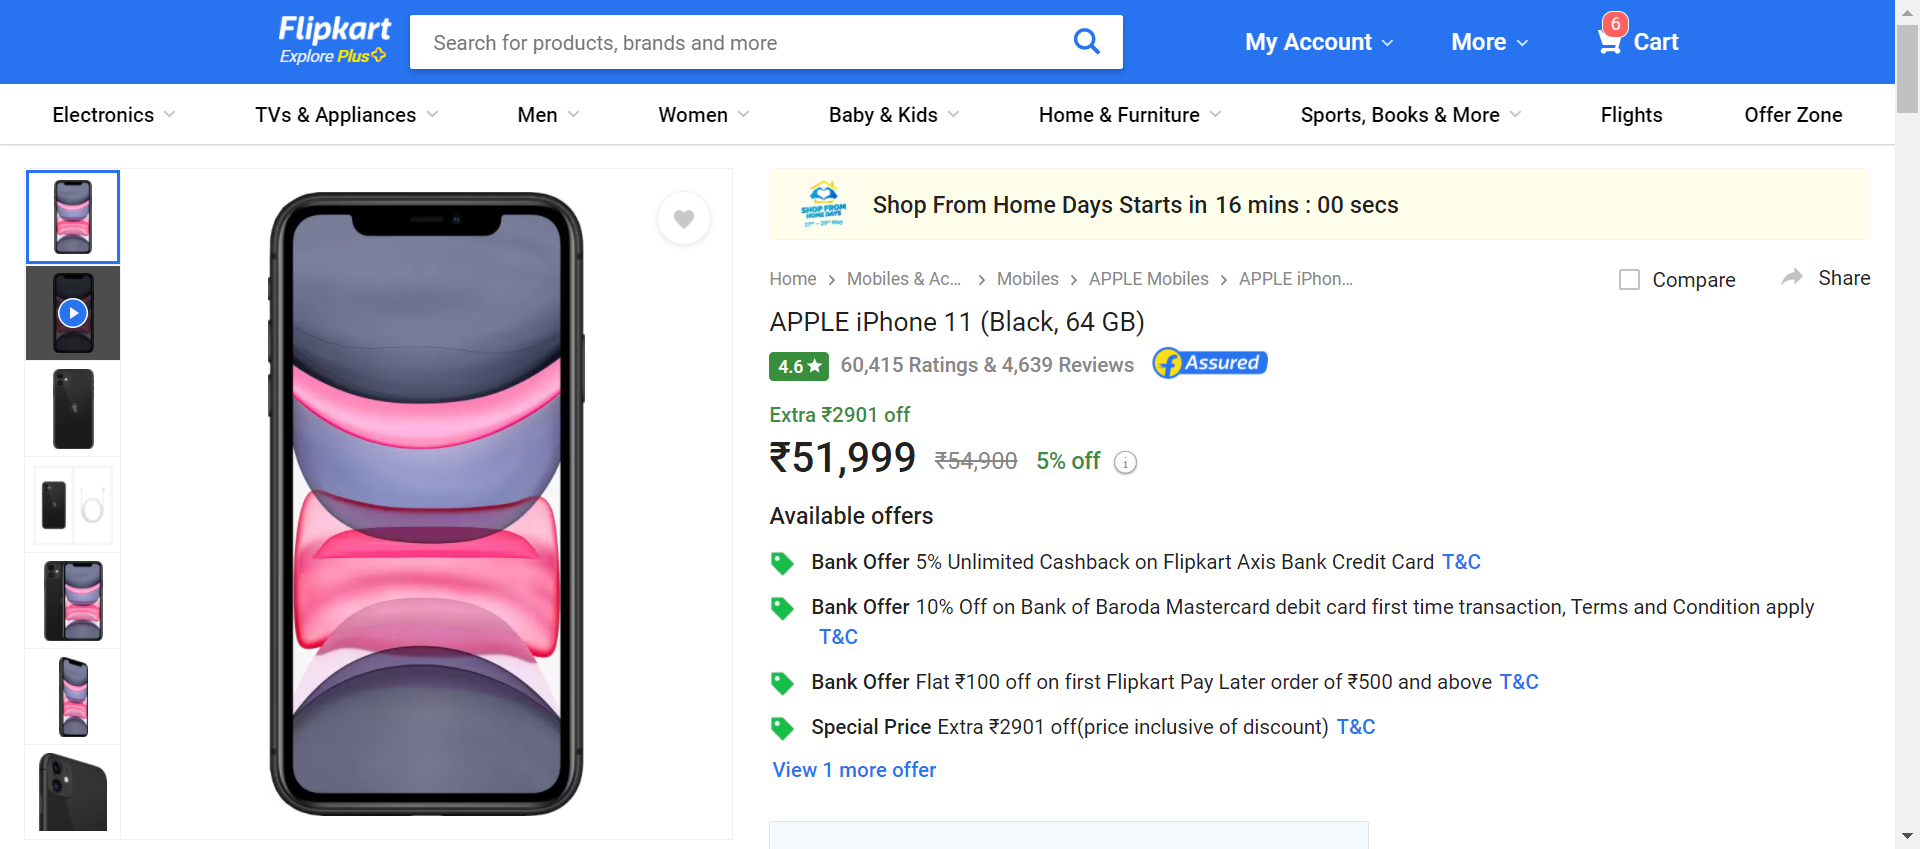 Flipkart
Explore Plus
Search for products, brands and more
My Account
More
6
Cart
Electronics
TVs & Appliances
Men
Women
Baby & Kids
Home & Furniture
Sports, Books & More
Flights
Offer Zone
SHOP FROM
HOME DAYS
Shop From Home Days Starts in 16 mins : 00 secs
Home > Mobiles & Ac... > Mobiles > APPLE Mobiles > APPLE iPhon...
Compare
Share
APPLE iPhone 11 (Black, 64 GB)
4.6★ 60,415 Ratings & 4,639 Reviews
f Assured
Extra ₹2901 off
₹51,999 ₹54,900 5% off i
Available offers
Bank Offer 5% Unlimited Cashback on Flipkart Axis Bank Credit Card T&C
Bank Offer 10% Off on Bank of Baroda Mastercard debit card first time transaction, Terms and Condition apply
T&C
Bank Offer Flat ₹100 off on first Flipkart Pay Later order of ₹500 and above T&C
Special Price Extra ₹2901 off(price inclusive of discount) T&C
View 1 more offer